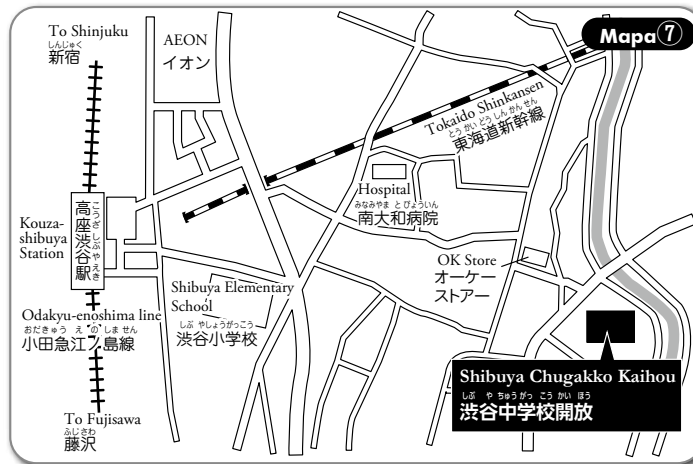 Mapa⑦
To Shinjuku
しんじゅく
新宿
AEON
イオン
Tokaido Shinkansen
とうかいどうしんかんせん
東海道新幹線
Hospital
みなみやまとびょういん
南大和病院
Kouza-
shibuya
Station
こうざしぶやえき
高座渋谷駅
OK Store
オーケー
ストアー
Shibuya Elementary
School
しぶやしょうがっこう
渋谷小学校
Odakyu-enoshima line
おだきゅうえのしません
小田急江ノ島線
Shibuya Chugakko Kaihou
しぶやちゅうがっこうかいほう
渋谷中学校開放
To Fujisawa
ふじさわ
藤沢